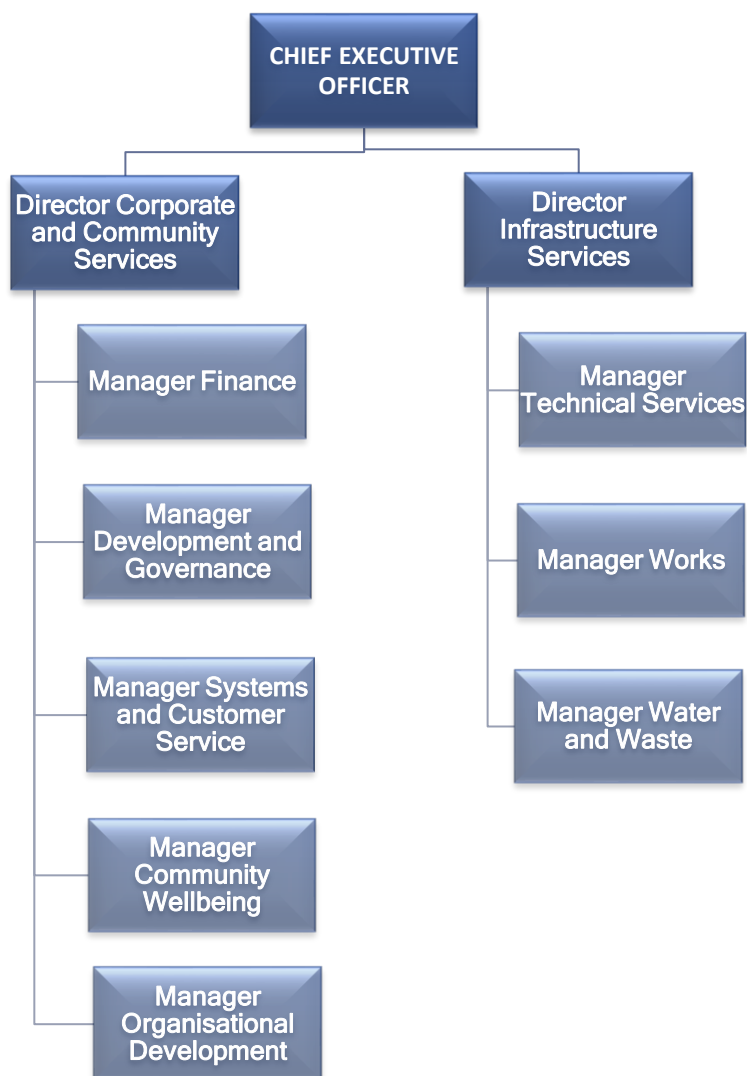 CHIEF EXECUTIVE
OFFICER
Director Corporate
and Community
Services
Director
Infrastructure
Services
Manager Finance
Manager
Development and
Governance
Manager Systems
and Customer
Service
Manager
Community
Wellbeing
Manager
Organisational
Development
Manager
Technical Services
Manager Works
Manager Water
and Waste